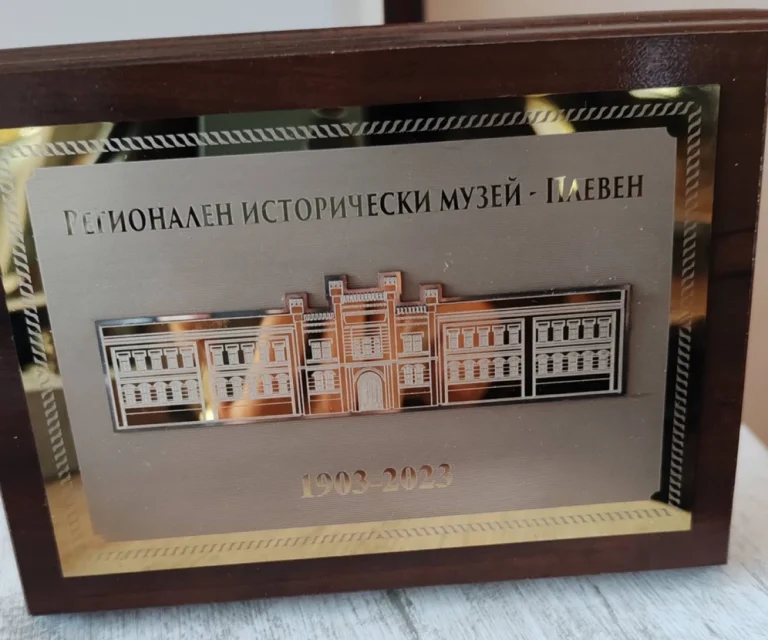 РЕГИОНАЛЕН ИСТОРИЧЕСКИ МУЗЕЙ - ПЛЕВЕН
1903-2023